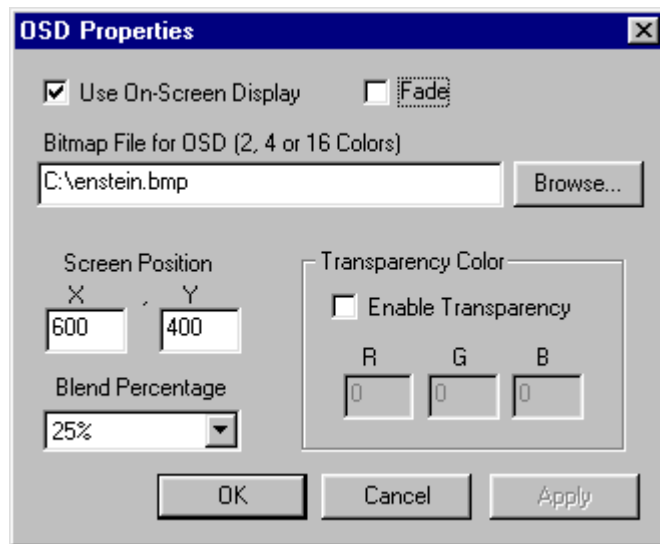 OSD Properties
Use On-Screen Display Fade
Bitmap File for OSD (2, 4 or 16 Colors)
C:\enstein.bmp Browse...
Screen Position
X , Y
600 400
Blend Percentage
25%
Transparency Color
Enable Transparency
R G B
0 0 0
OK Cancel Apply